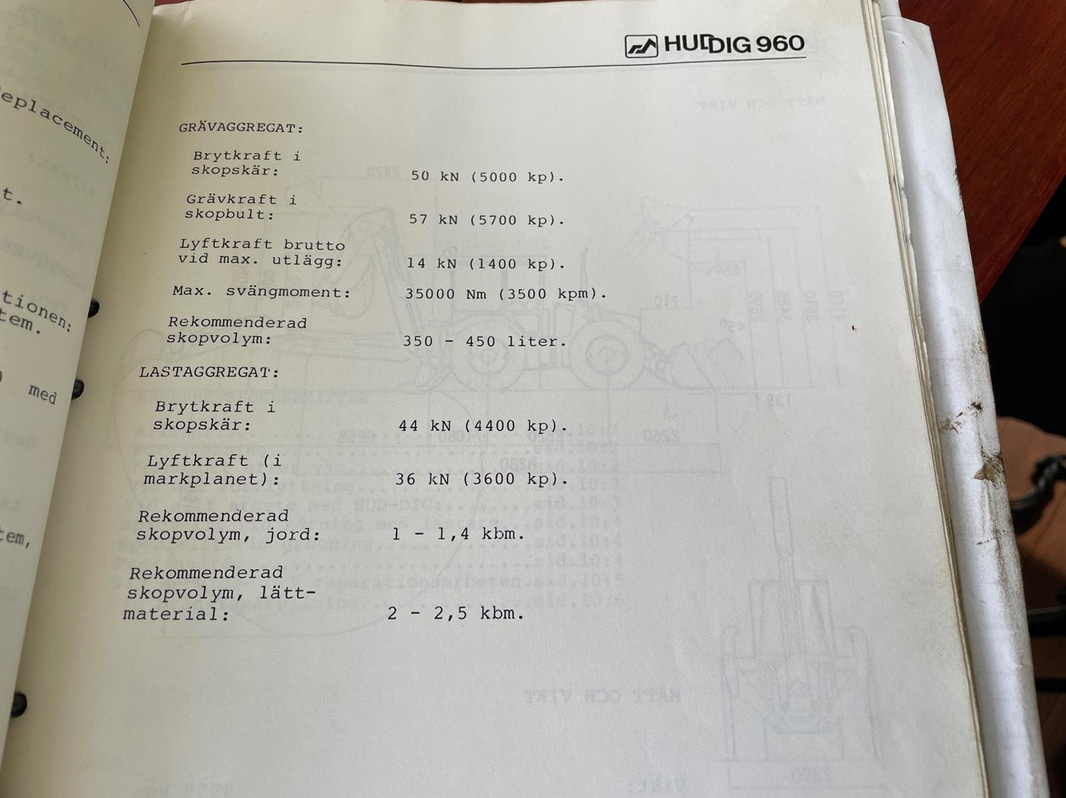 eplacement:
t.
tionen:
tem.
med
tem,
HUDDIG 960
GRÄVAGGREGAT:
Brytkraft i
skopskär: 50 kN (5000 kp).
Grävkraft i
skopbult: 57 kN (5700 kp).
Lyftkraft brutto
vid max. utlägg: 14 kN (1400 kp).
Max. svängmoment: 35000 Nm (3500 kpm).
Rekommenderad
skopvolym: 350 - 450 liter.
LASTAGGREGAT:
Brytkraft i
skopskär: 44 kN (4400 kp).
Lyftkraft (i
markplanet): 36 kN (3600 kp).
Rekommenderad
skopvolym, jord: 1 - 1,4 kbm.
Rekommenderad
skopvolym, lätt-
material: 2 - 2,5 kbm.